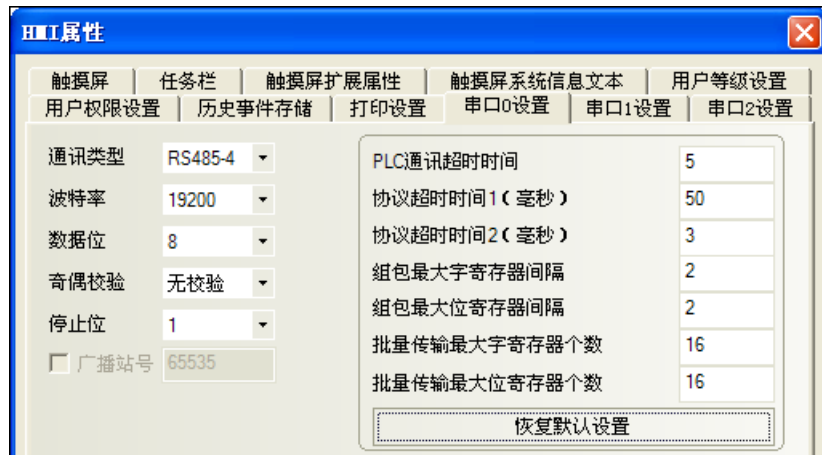 HMI属性
触摸屏 任务栏 触摸屏扩展属性 触摸屏系统信息文本 用户等级设置
用户权限设置 历史事件存储 打印设置 串口0设置 串口1设置 串口2设置
通讯类型 RS485-4
波特率 19200
数据位 8
奇偶校验 无校验
停止位 1
广播站号 65535
PLC通讯超时时间 5
协议超时时间1(毫秒) 50
协议超时时间2(毫秒) 3
组包最大字寄存器间隔 2
组包最大位寄存器间隔 2
批量传输最大字寄存器个数 16
批量传输最大位寄存器个数 16
恢复默认设置